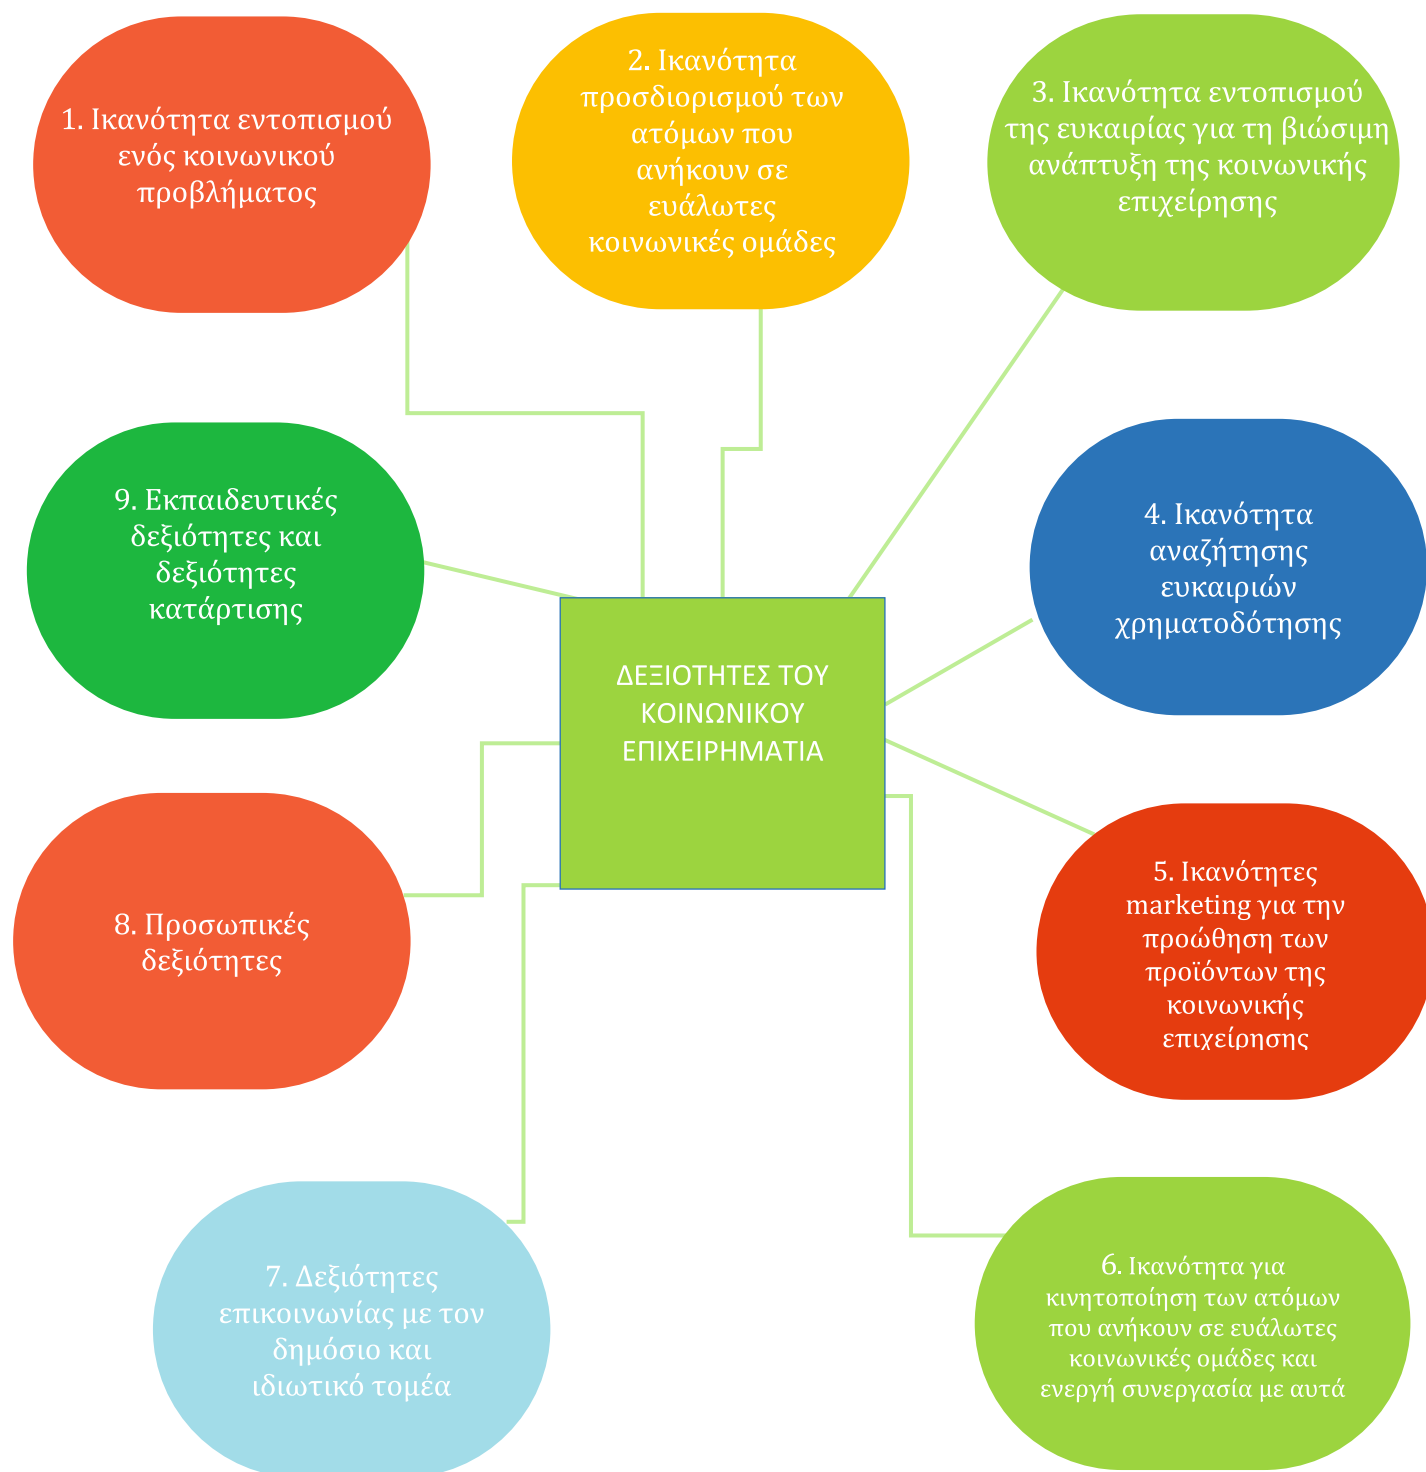 1. Ικανότητα εντοπισμού
ενός κοινωνικού
προβλήματος
2. Ικανότητα
προσδιορισμού των
ατόμων που
ανήκουν σε
ευάλωτες
κοινωνικές ομάδες
3. Ικανότητα εντοπισμού
της ευκαιρίας για τη βιώσιμη
ανάπτυξη της κοινωνικής
επιχείρησης
4. Ικανότητα
αναζήτησης
ευκαιριών
χρηματοδότησης
5. Ικανότητες
marketing για την
προώθηση των
προϊόντων της
κοινωνικής
επιχείρησης
6. Ικανότητα για
κινητοποίηση των ατόμων
που ανήκουν σε ευάλωτες
κοινωνικές ομάδες και
ενεργή συνεργασία με αυτά
7. Δεξιότητες
επικοινωνίας με τον
δημόσιο και
ιδιωτικό τομέα
8. Προσωπικές
δεξιότητες
9. Εκπαιδευτικές
δεξιότητες και
δεξιότητες
κατάρτισης
ΔΕΞΙΟΤΗΤΕΣ ΤΟΥ
ΚΟΙΝΩΝΙΚΟΥ
ΕΠΙΧΕΙΡΗΜΑΤΙΑ